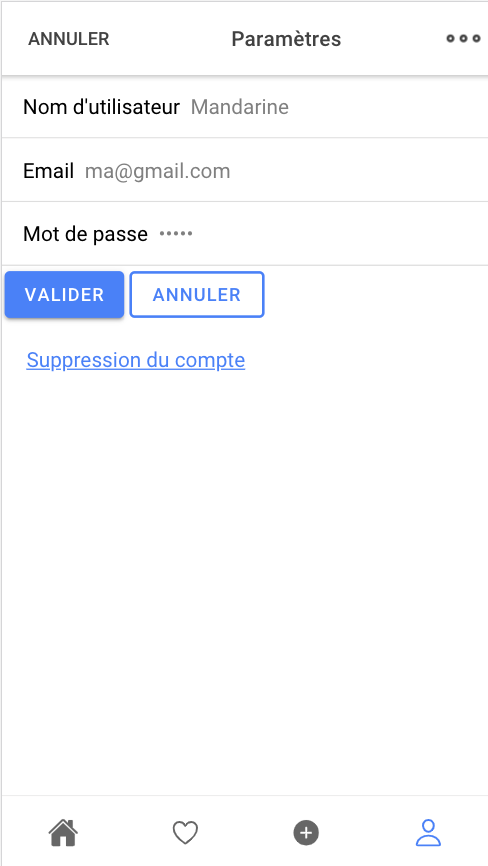 ANNULER Paramètres
Nom d'utilisateur Mandarine
Email ma@gmail.com
Mot de passe •••••
VALIDER ANNULER
Suppression du compte